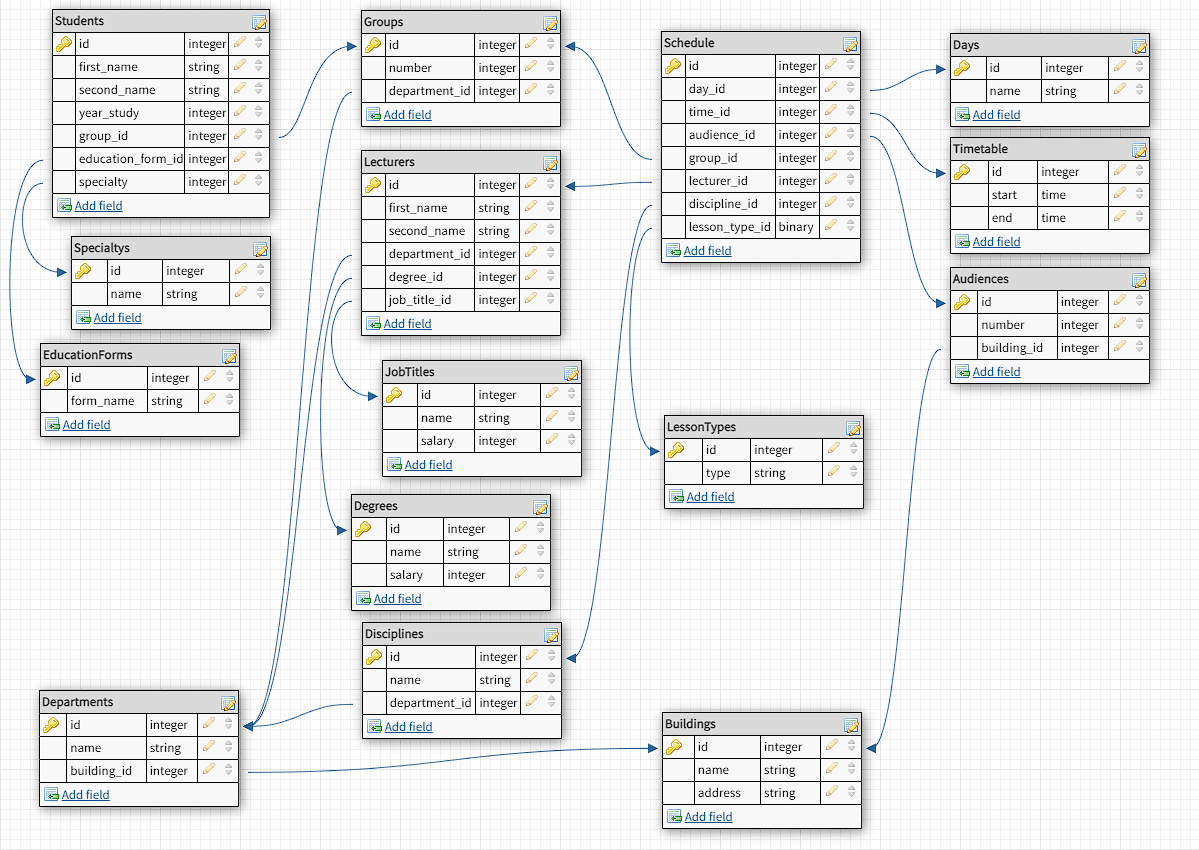 Students
id integer
first_name string
second_name string
year_study integer
group_id integer
education_form_id integer
specialty integer
Add field
Specialtys
id integer
name string
Add field
EducationForms
id integer
form_name string
Add field
Departments
id integer
name string
building_id integer
Add field
Groups
id integer
number integer
department_id integer
Add field
Lecturers
id integer
first_name string
second_name string
department_id integer
degree_id integer
job_title_id integer
Add field
JobTitles
id integer
name string
salary integer
Add field
Degrees
id integer
name string
salary integer
Add field
Disciplines
id integer
name string
department_id integer
Add field
Schedule
id integer
day_id integer
time_id integer
audience_id integer
group_id integer
lecturer_id integer
discipline_id integer
lesson_type_id binary
Add field
LessonTypes
id integer
type string
Add field
Buildings
id integer
name string
address string
Add field
Days
id integer
name string
Add field
Timetable
id integer
start time
end time
Add field
Audiences
id integer
number integer
building_id integer
Add field